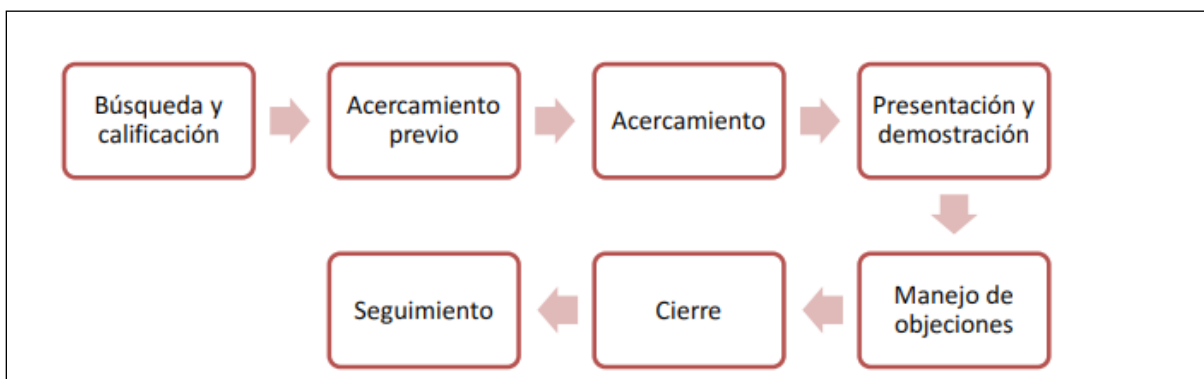 Búsqueda y
calificación
Acercamiento
previo
Acercamiento
Presentación y
demostración
Manejo de
objeciones
Cierre
Seguimiento